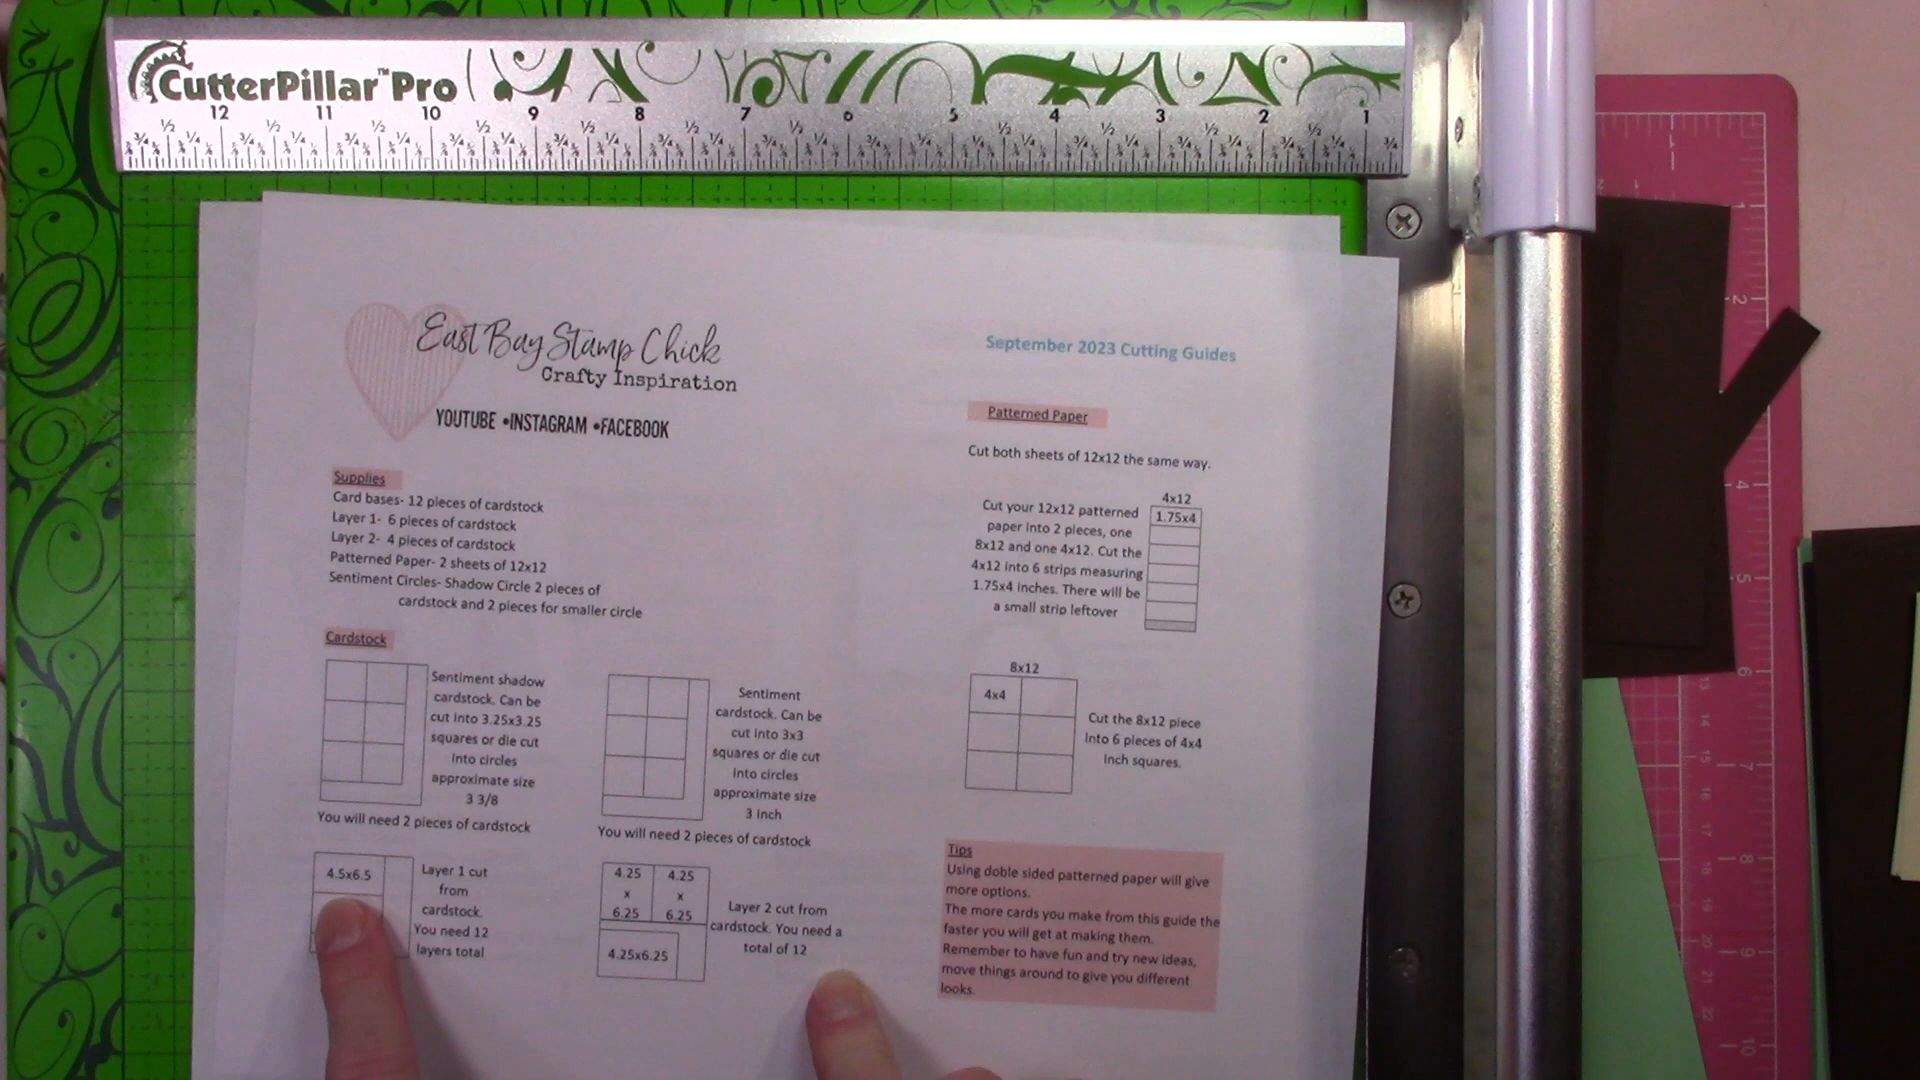 CutterPillar™Pro
12 11 10 9 8 7 6 5 4 3 2 1
East Bay Stamp Chick
Crafty Inspiration
YOUTUBE •INSTAGRAM •FACEBOOK
September 2023 Cutting Guides
Supplies
Card bases- 12 pieces of cardstock
Layer 1- 6 pieces of cardstock
Layer 2- 4 pieces of cardstock
Patterned Paper- 2 sheets of 12x12
Sentiment Circles- Shadow Circle 2 pieces of
cardstock and 2 pieces for smaller circle
Cardstock
Sentiment shadow
cardstock. Can be
cut into 3.25x3.25
squares or die cut
into circles
approximate size
3 3/8
You will need 2 pieces of cardstock
Sentiment
cardstock. Can be
cut into 3x3
squares or die cut
into circles
approximate size
3 inch
You will need 2 pieces of cardstock
4.5x6.5
Layer 1 cut
from
cardstock.
You need 12
layers total
4.25 4.25
x x
6.25 6.25
4.25x6.25
Layer 2 cut from
cardstock. You need a
total of 12
Patterned Paper
Cut both sheets of 12x12 the same way.
Cut your 12x12 patterned
paper into 2 pieces, one
8x12 and one 4x12. Cut the
4x12 into 6 strips measuring
1.75x4 inches. There will be
a small strip leftover
4x12
1.75x4
8x12
4x4
Cut the 8x12 piece
into 6 pieces of 4x4
inch squares.
Tips
Using doble sided patterned paper will give
more options.
The more cards you make from this guide the
faster you will get at making them.
Remember to have fun and try new ideas,
move things around to give you different
looks.
1
2
4
5
6
7
8
9
10